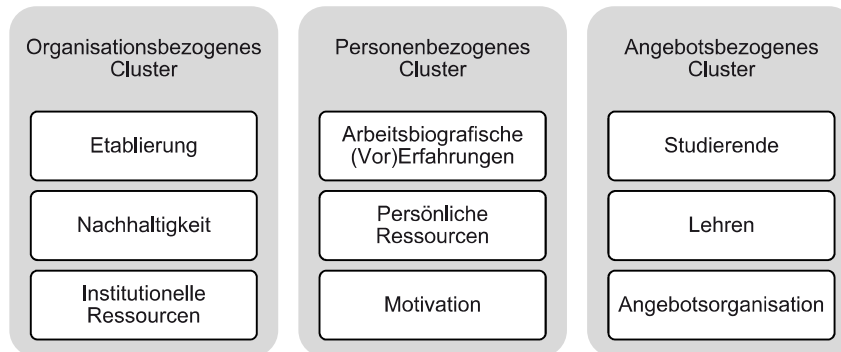 Organisationsbezogenes
Cluster
Etablierung
Nachhaltigkeit
Institutionelle
Ressourcen
Personenbezogenes
Cluster
Arbeitsbiografische
(Vor)Erfahrungen
Persönliche
Ressourcen
Motivation
Angebotsbezogenes
Cluster
Studierende
Lehren
Angebotsorganisation